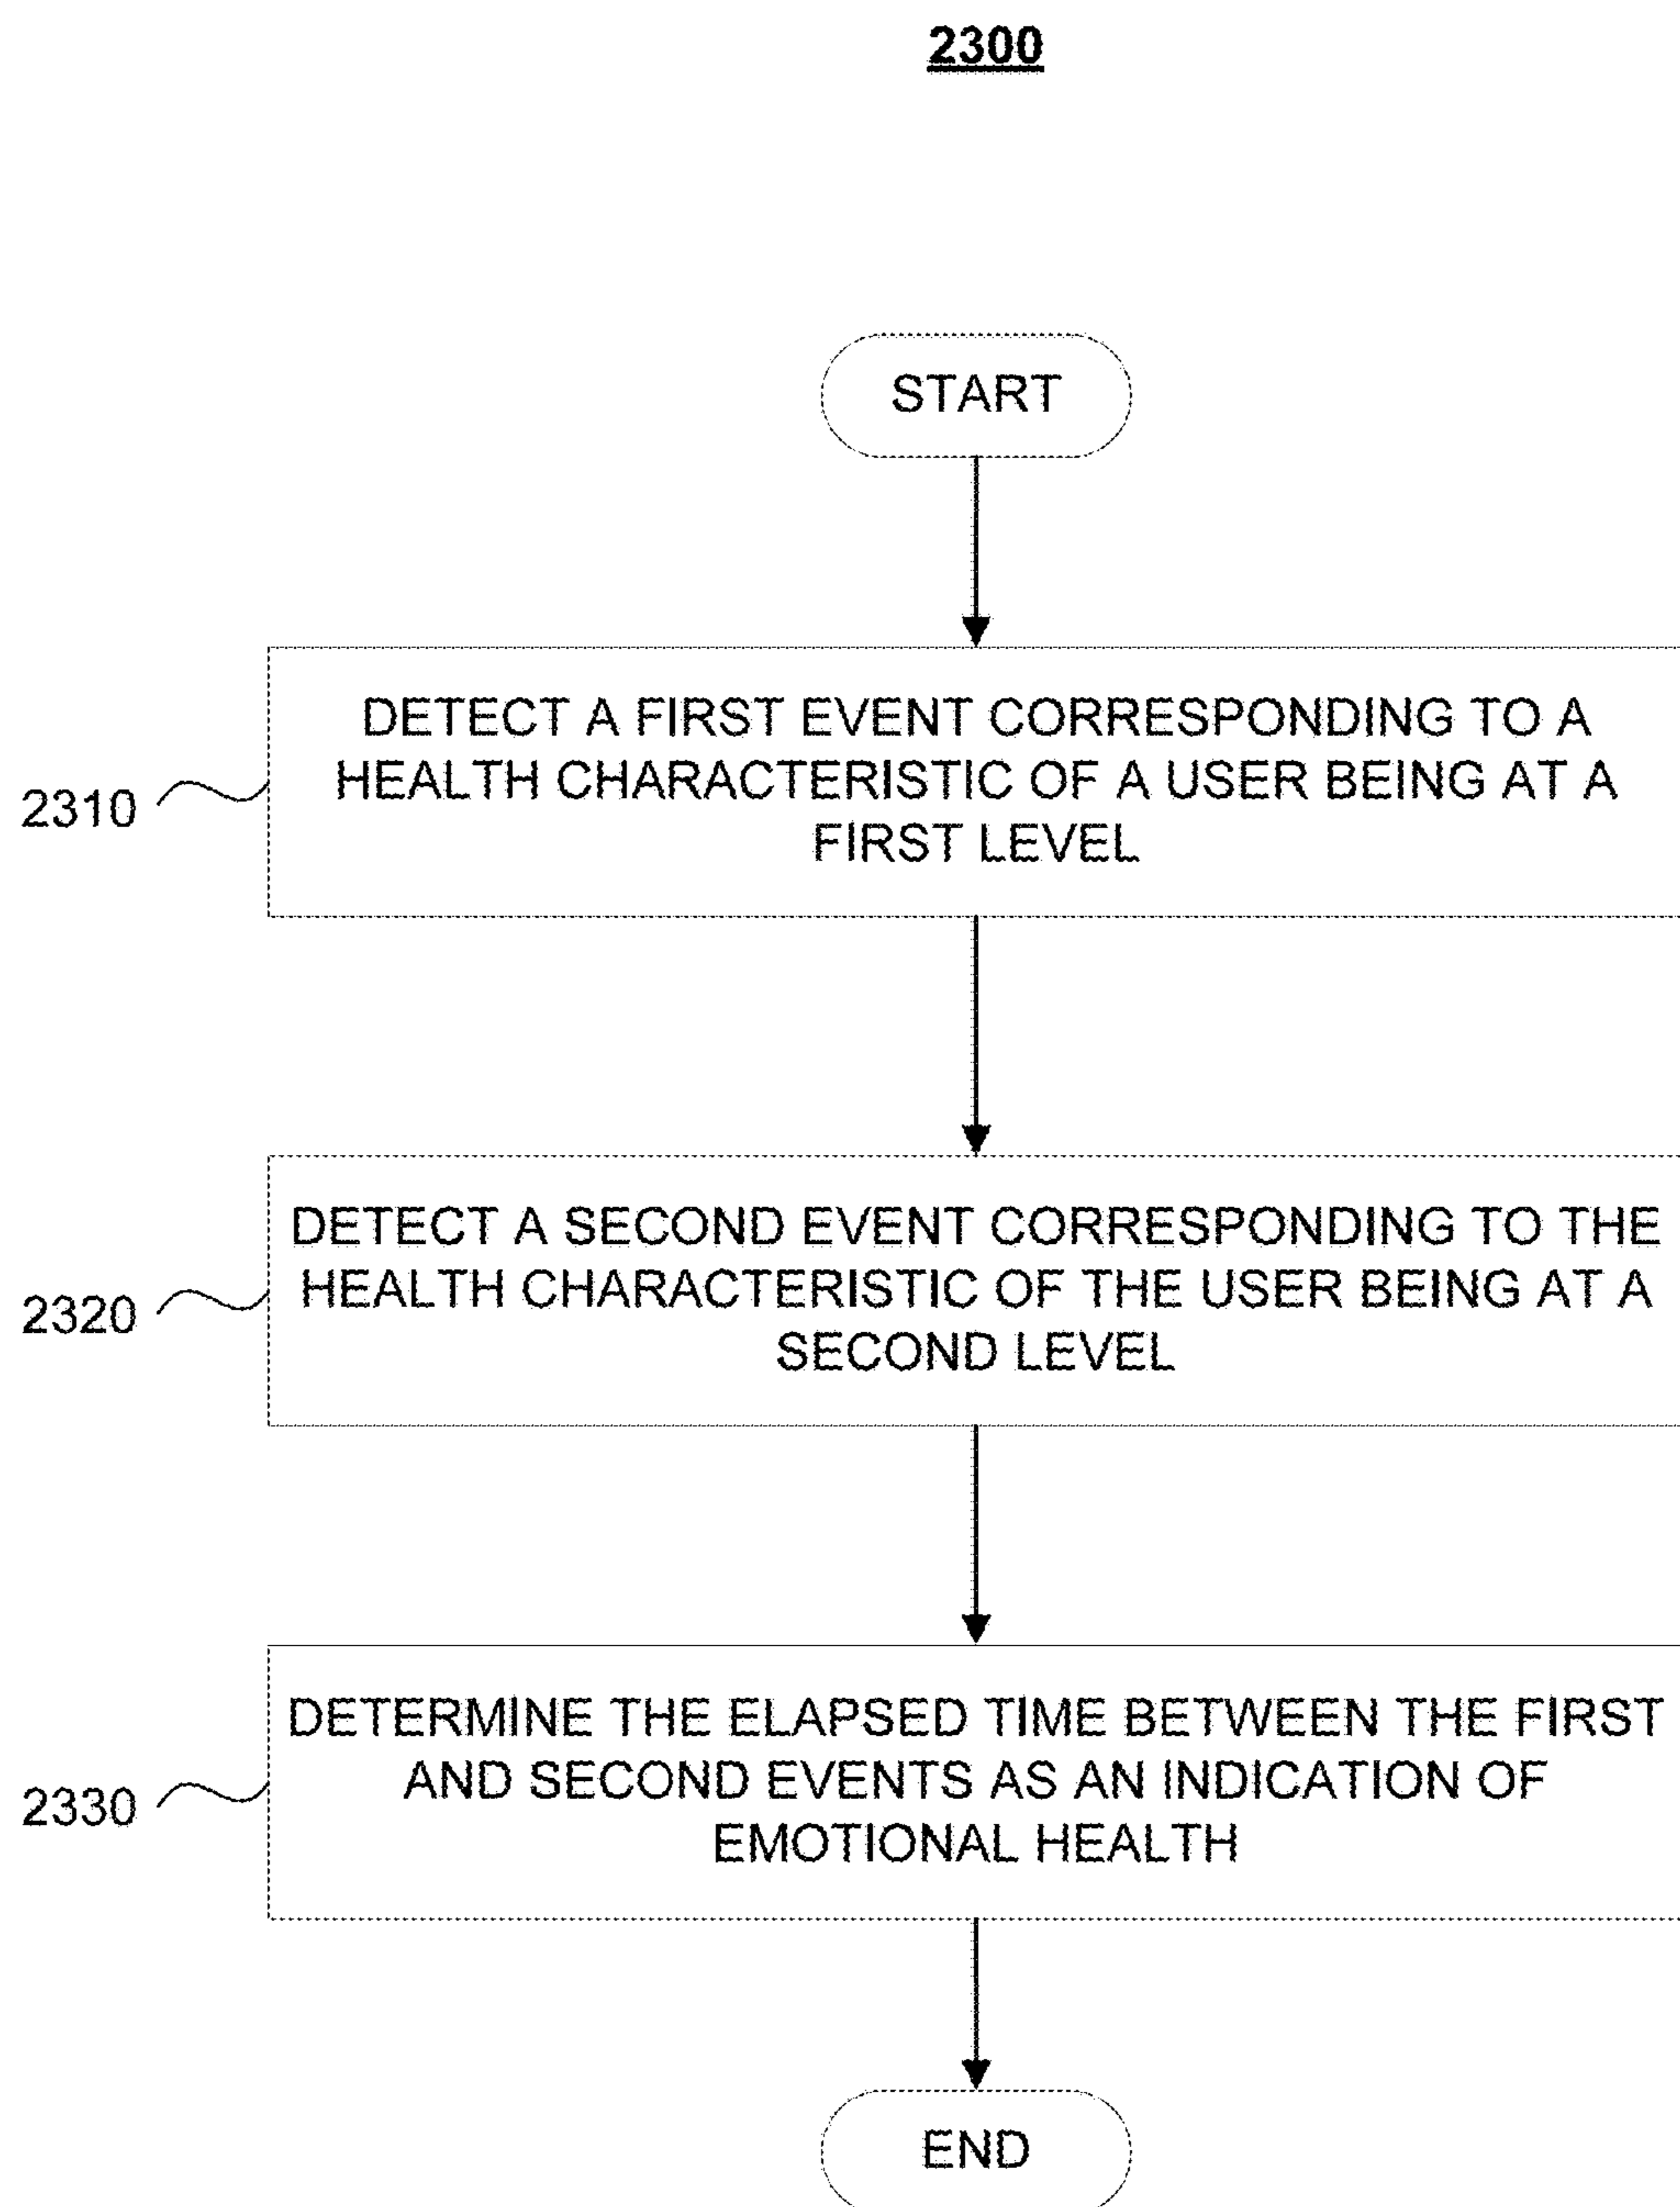 2300
START
2310
DETECT A FIRST EVENT CORRESPONDING TO A
HEALTH CHARACTERISTIC OF A USER BEING AT A
FIRST LEVEL
2320
DETECT A SECOND EVENT CORRESPONDING TO THE
HEALTH CHARACTERISTIC OF THE USER BEING AT A
SECOND LEVEL
2330
DETERMINE THE ELAPSED TIME BETWEEN THE FIRST
AND SECOND EVENTS AS AN INDICATION OF
EMOTIONAL HEALTH
END